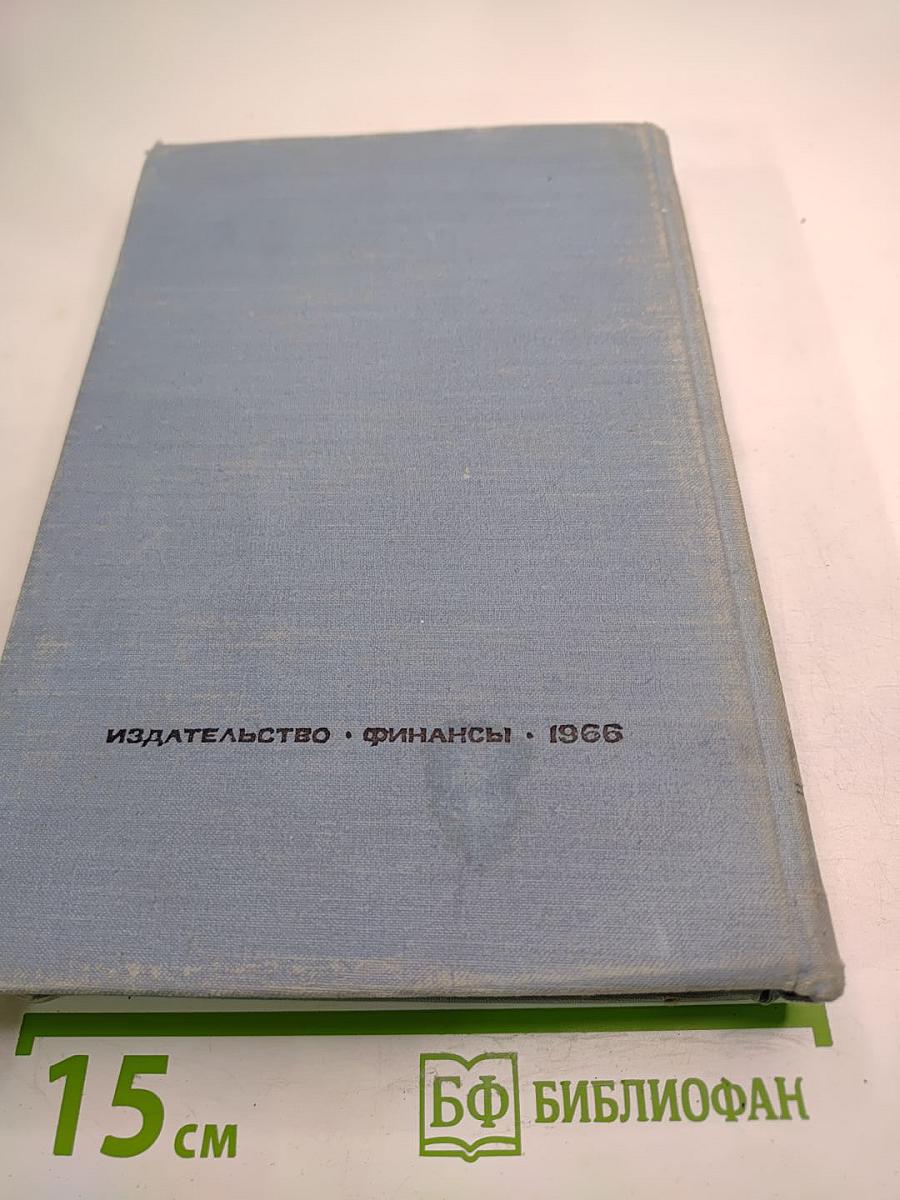 ИЗДАТЕЛЬСТВО · ФИНАНСЫ · 1966
15 см
БФ БИБЛИОФАН